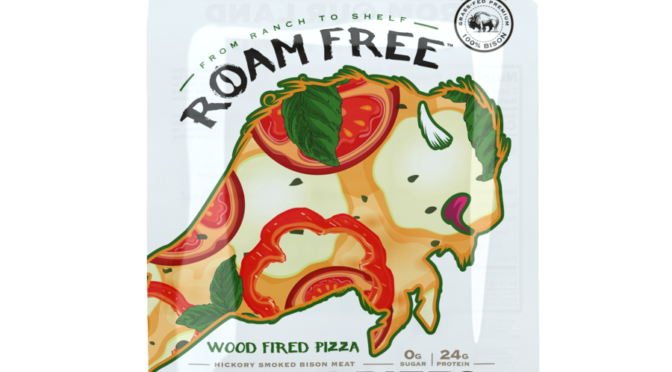 FROM RANCH TO SHELF
ROAM FREE™
GRASS-FED PREMIUM
100% BISON
WOOD FIRED PIZZA
HICKORY SMOKED BISON MEAT
0G SUGAR | 24G PROTEIN